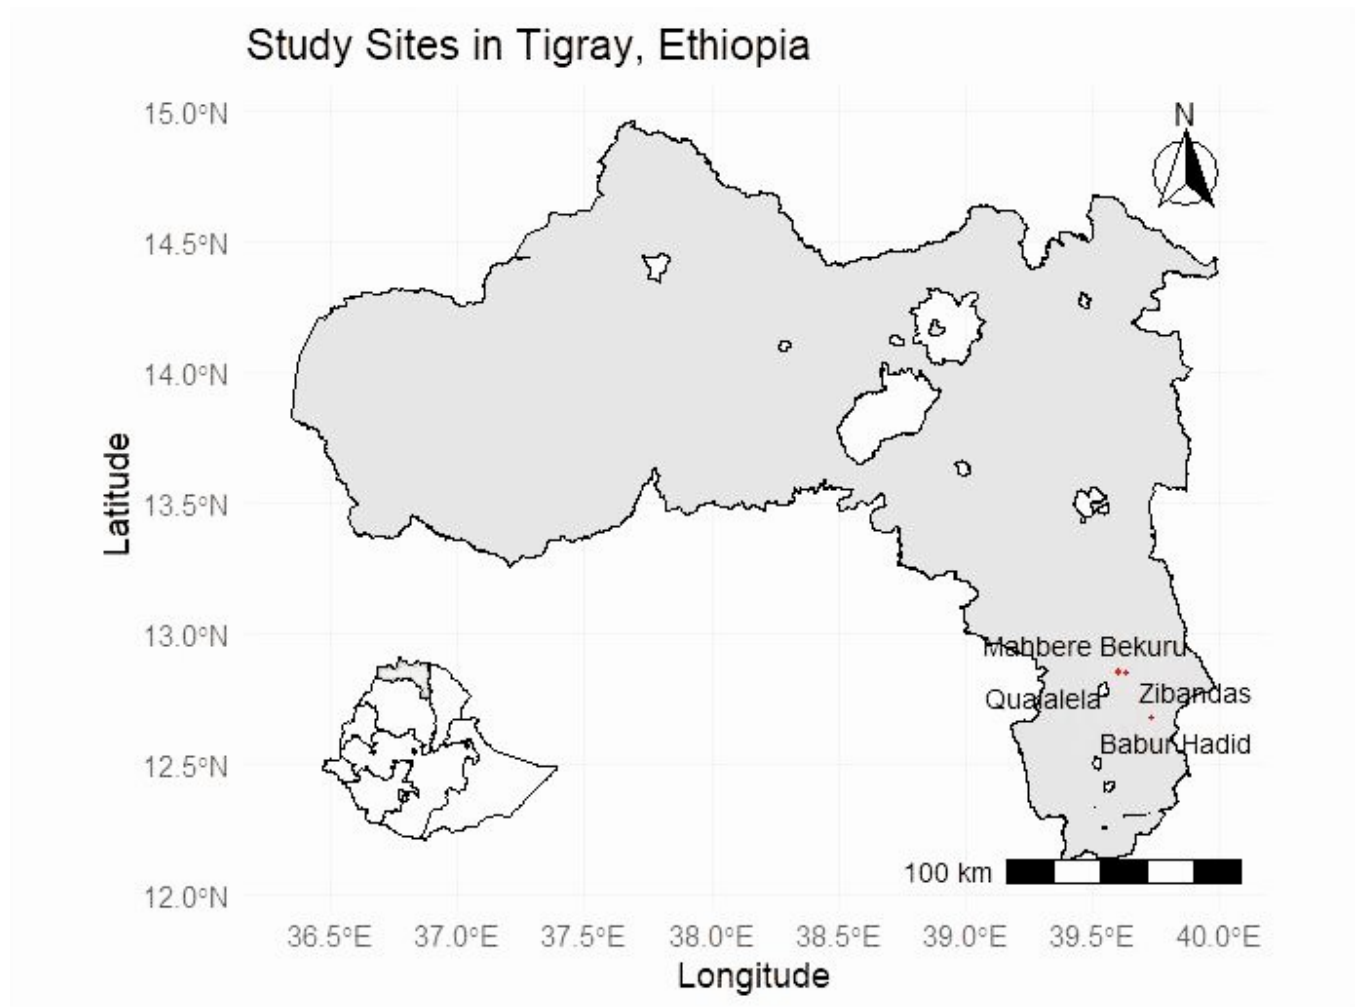 Study Sites in Tigray, Ethiopia
15.0°N
N
14.5°N
14.0°N
13.5°N
Latitude
13.0°N
Mahbere Bekuru
Qualalela
Zibandas
Babur Hadid
12.5°N
100 km
12.0°N
36.5°E 37.0°E 37.5°E 38.0°E 38.5°E 39.0°E 39.5°E 40.0°E
Longitude